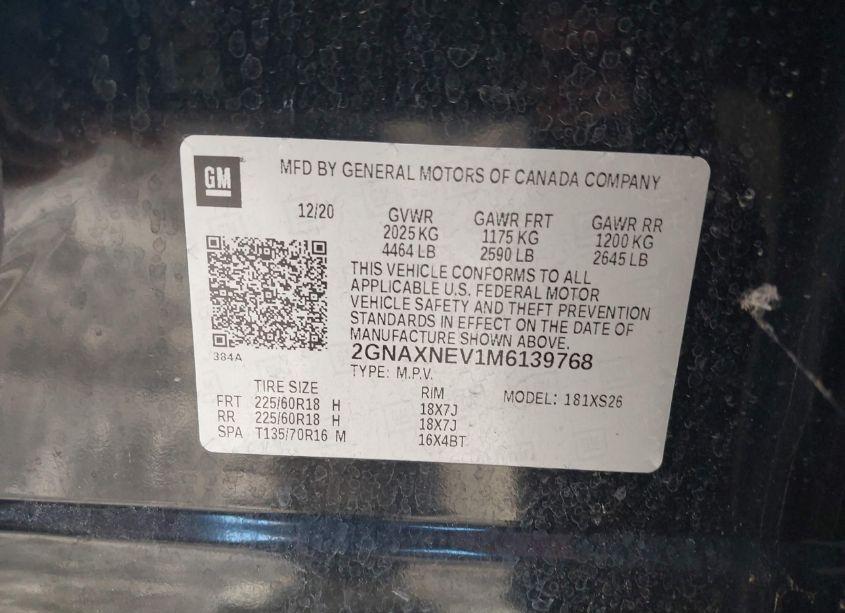 GM
MFD BY GENERAL MOTORS OF CANADA COMPANY
12/20 GVWR GAWR FRT GAWR RR
2025 KG 1175 KG 1200 KG
4464 LB 2590 LB 2645 LB
THIS VEHICLE CONFORMS TO ALL
APPLICABLE U.S. FEDERAL MOTOR
VEHICLE SAFETY AND THEFT PREVENTION
STANDARDS IN EFFECT ON THE DATE OF
MANUFACTURE SHOWN ABOVE.
384A
2GNAXNEV1M6139768
TYPE: M.P.V.
TIRE SIZE RIM MODEL: 181XS26
FRT 225/60R18 H 18X7J
RR 225/60R18 H 18X7J
SPA T135/70R16 M 16X4BT